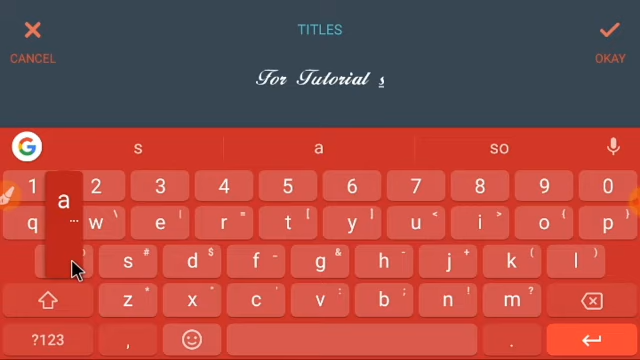 TITLES
CANCEL
OKAY
For Tutorial s
G
s a so
1 2 3 4 5 6 7 8 9 0
a
...
q w \ e | r = t [ y ] u < i > o { p }
s # d $ f _ g & h - j + k ( l )
z * x " c ' v : b ; n ! m ?
?123 , .